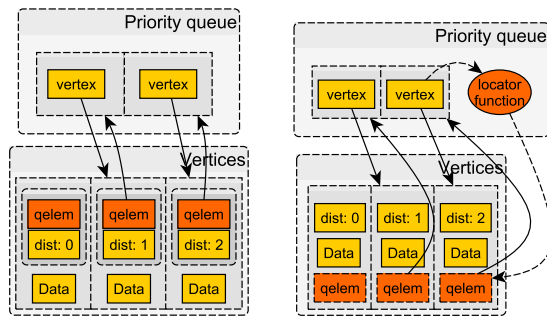 Priority queue
vertex
vertex
Vertices
qelem
qelem
qelem
dist: 0
dist: 1
dist: 2
Data
Data
Data
Priority queue
vertex
vertex
locator
function
Vertices
dist: 0
dist: 1
dist: 2
Data
Data
Data
qelem
qelem
qelem